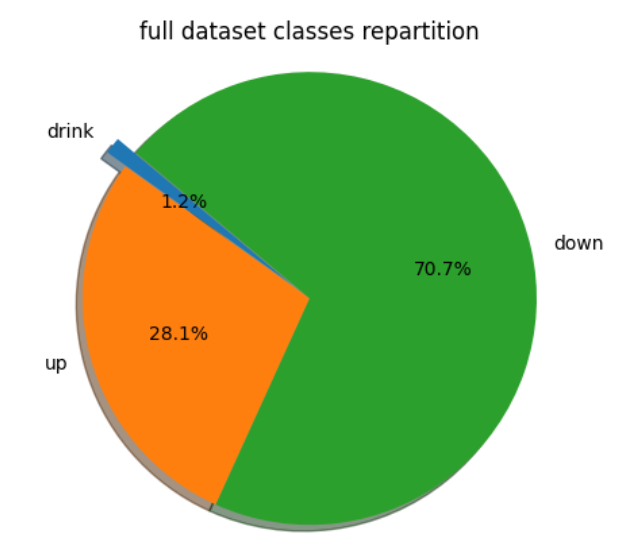 full dataset classes repartition
drink
1.2%
down
70.7%
28.1%
up